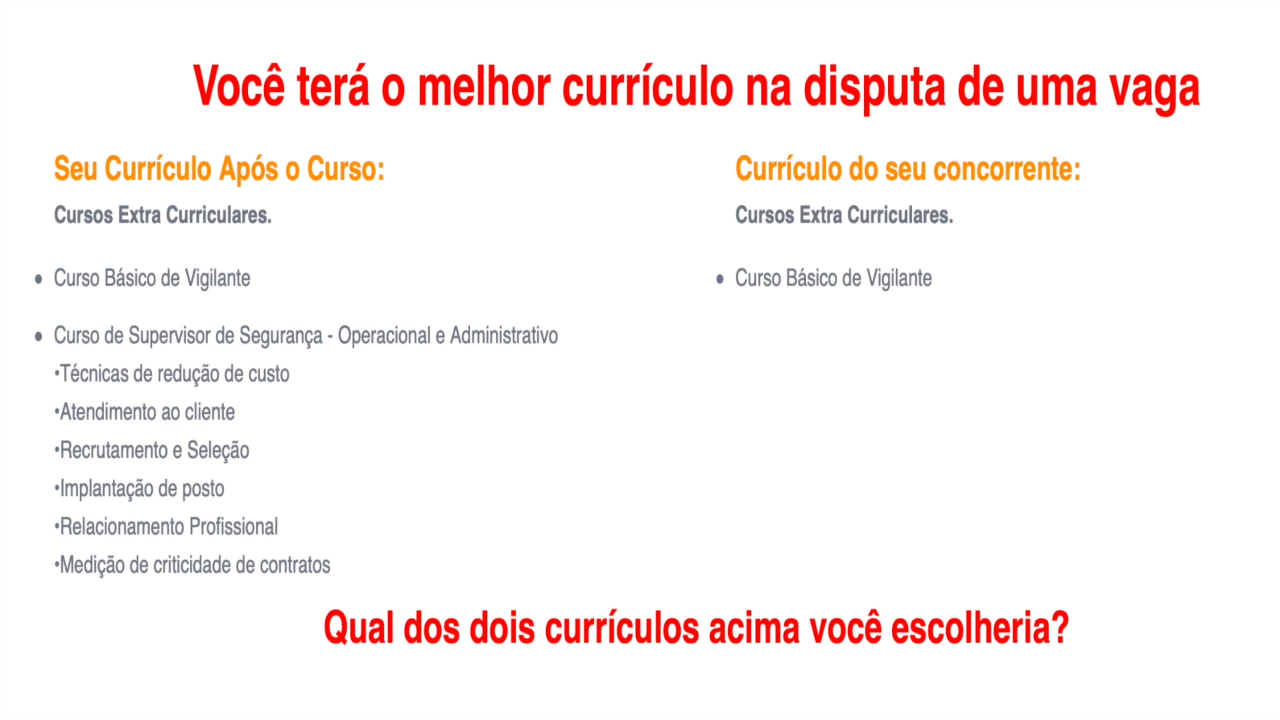 Você terá o melhor currículo na disputa de uma vaga
Seu Currículo Após o Curso:
Cursos Extra Curriculares.
• Curso Básico de Vigilante
• Curso de Supervisor de Segurança - Operacional e Administrativo
•Técnicas de redução de custo
•Atendimento ao cliente
•Recrutamento e Seleção
•Implantação de posto
•Relacionamento Profissional
•Medição de criticidade de contratos
Currículo do seu concorrente:
Cursos Extra Curriculares.
• Curso Básico de Vigilante
Qual dos dois currículos acima você escolheria?